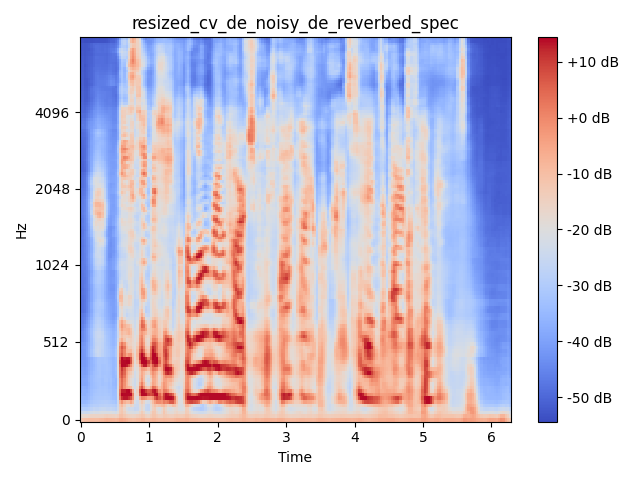 resized_cv_de_noisy_de_reverbed_spec
+10 dB
4096
+0 dB
2048
-10 dB
Hz
-20 dB
1024
-30 dB
512
-40 dB
-50 dB
0
0 1 2 3 4 5 6
Time